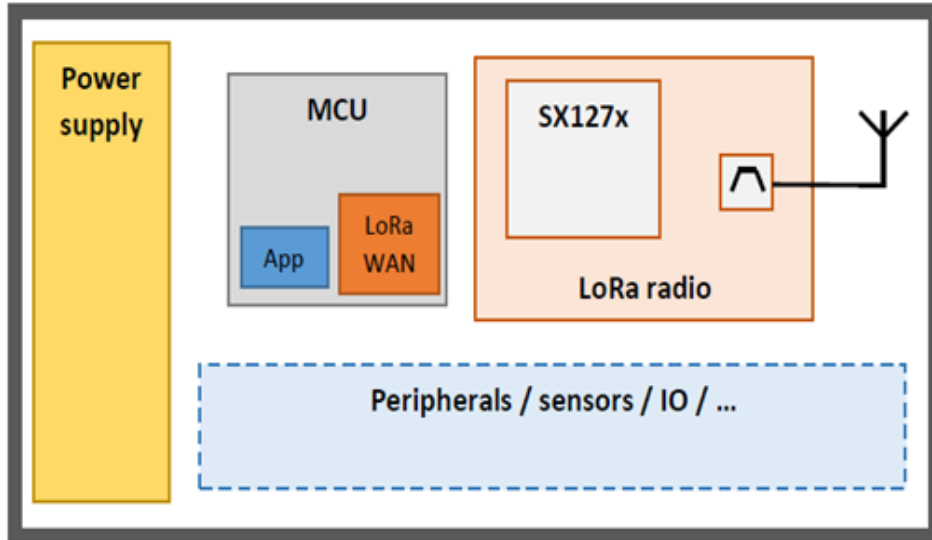 Power
supply
MCU
App
LoRa
WAN
SX127x
LoRa radio
Peripherals / sensors / IO / ...